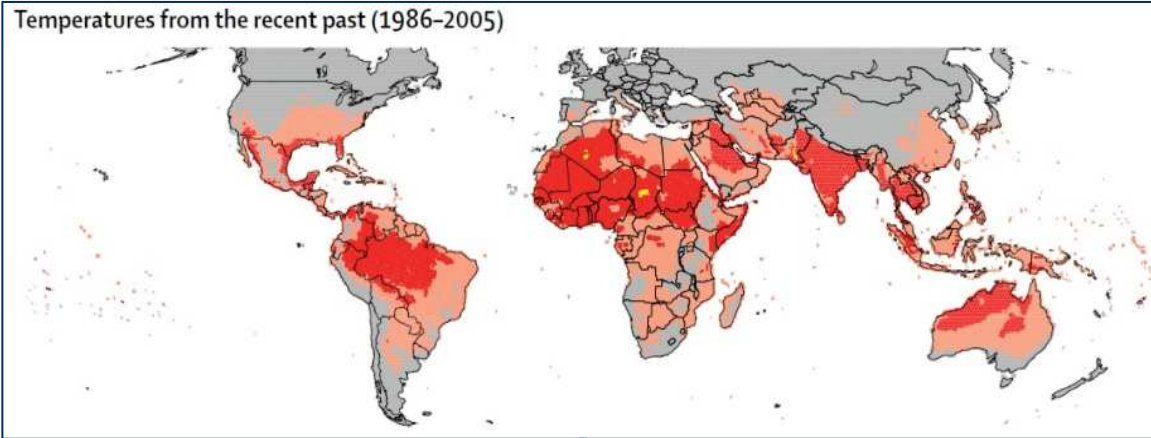 Temperatures from the recent past (1986–2005)